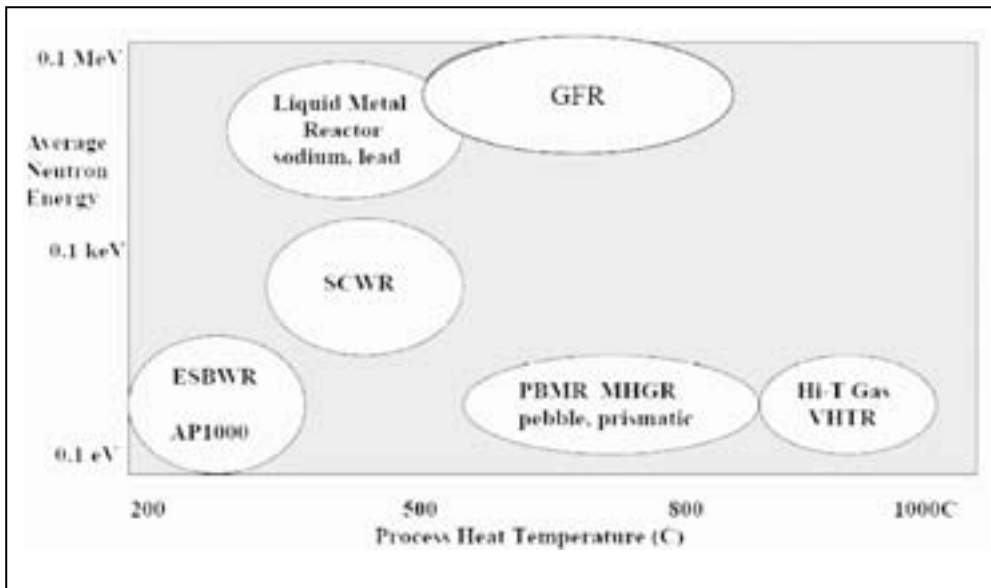 0.1 MeV
Average
Neutron
Energy
0.1 keV
0.1 eV
Liquid Metal
Reactor
sodium, lead
GFR
SCWR
ESBWR
AP1000
PBMR MHGR
pebble, prismatic
Hi-T Gas
VHTR
200
500
800
1000C
Process Heat Temperature (C)